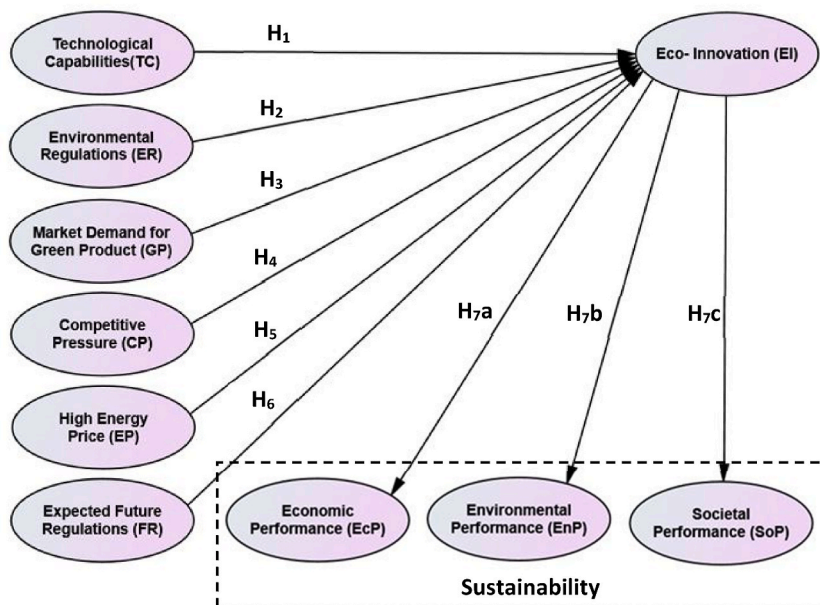 Technological
Capabilities(TC)
H₁
Eco- Innovation (EI)
Environmental
Regulations (ER)
H₂
Market Demand for
Green Product (GP)
H₃
Competitive
Pressure (CP)
H₄
High Energy
Price (EP)
H₅
Expected Future
Regulations (FR)
H₆
H₇a
H₇b
H₇c
Economic
Performance (EcP)
Environmental
Performance (EnP)
Societal
Performance (SoP)
Sustainability